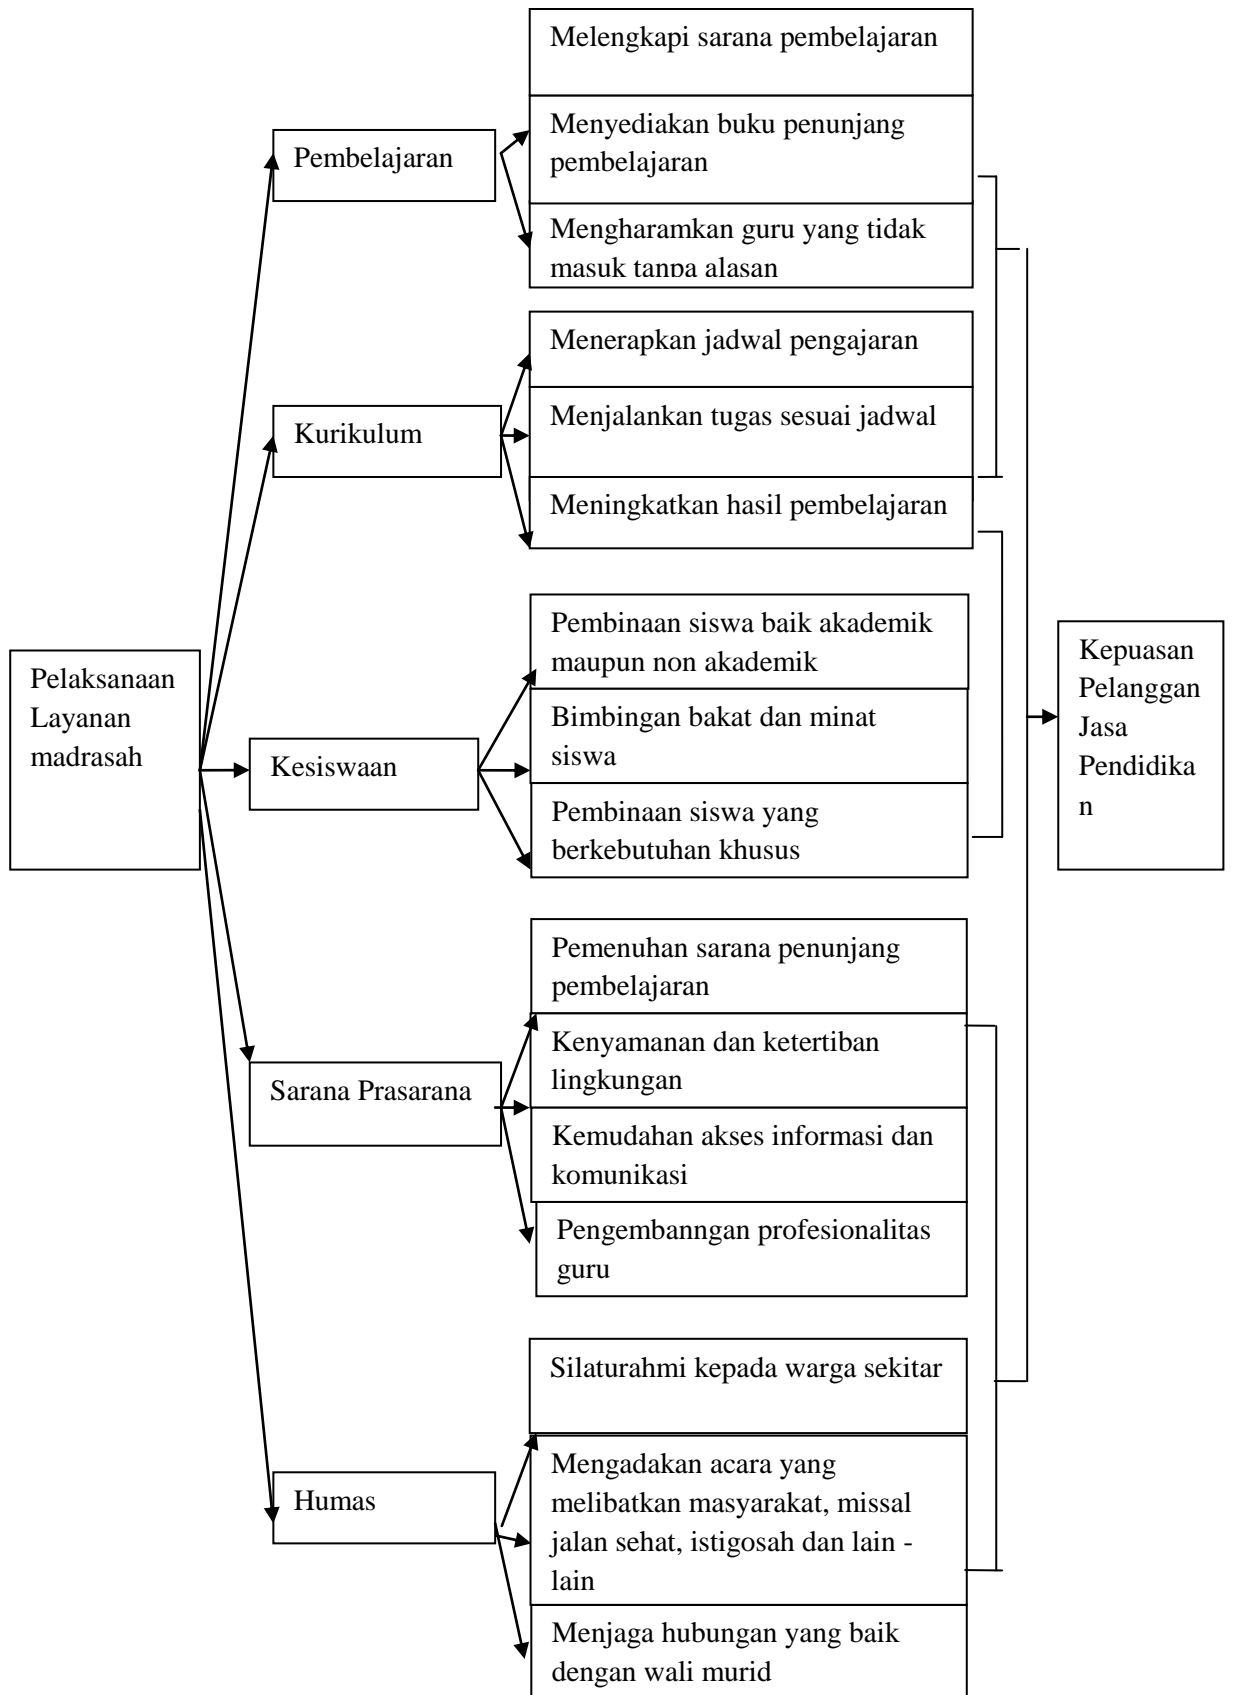 Melengkapi sarana pembelajaran
Menyediakan buku penunjang
pembelajaran
Mengharamkan guru yang tidak
masuk tanpa alasan
Pembelajaran
Menerapkan jadwal pengajaran
Menjalankan tugas sesuai jadwal
Meningkatkan hasil pembelajaran
Kurikulum
Pelaksanaan
Layanan
madrasah
Kesiswaan
Pembinaan siswa baik akademik
maupun non akademik
Bimbingan bakat dan minat
siswa
Pembinaan siswa yang
berkebutuhan khusus
Kepuasan
Pelanggan
Jasa
Pendidika
n
Sarana Prasarana
Pemenuhan sarana penunjang
pembelajaran
Kenyamanan dan ketertiban
lingkungan
Kemudahan akses informasi dan
komunikasi
Pengembanngan profesionalitas
guru
Humas
Silaturahmi kepada warga sekitar
Mengadakan acara yang
melibatkan masyarakat, missal
jalan sehat, istigosah dan lain -
lain
Menjaga hubungan yang baik
dengan wali murid